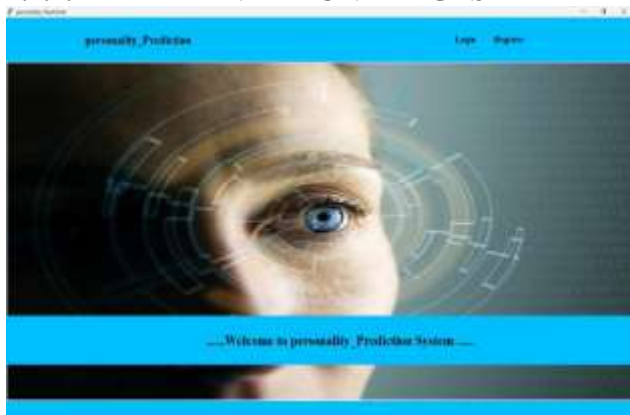 personality_Prediction
Login Register
.....Welcome to personality_Prediction System .....